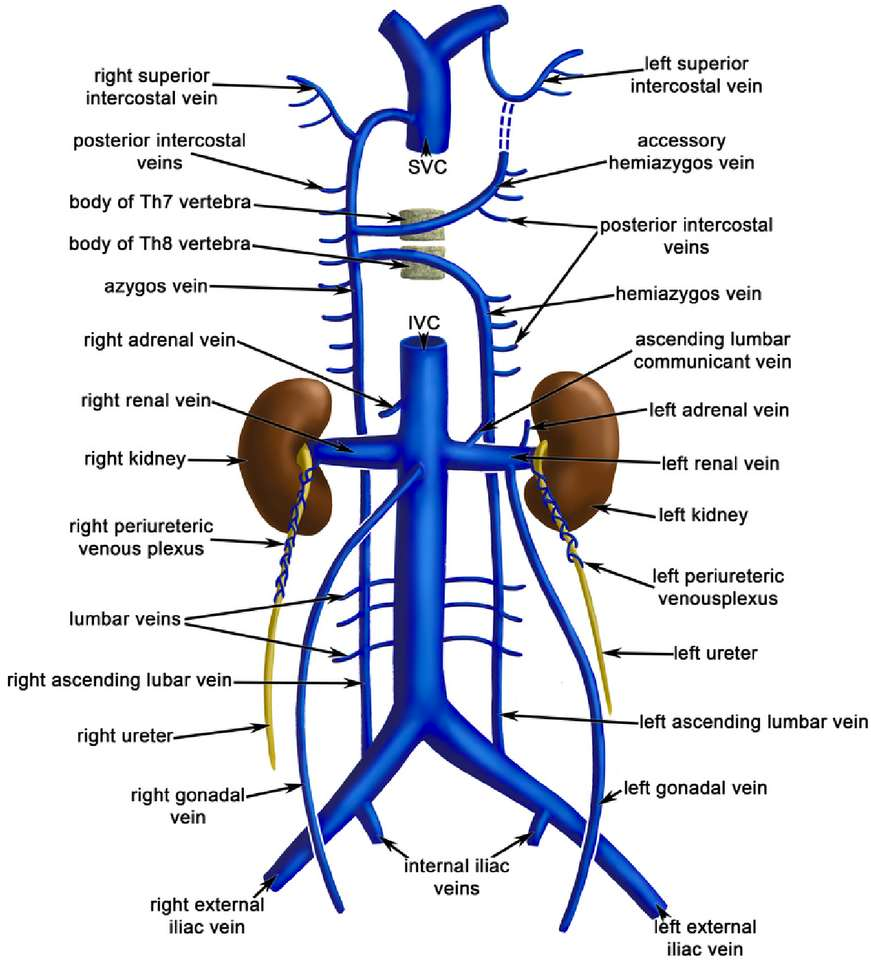 right superior
intercostal vein
left superior
intercostal vein
posterior intercostal
veins
SVC
accessory
hemiazygos vein
body of Th7 vertebra
body of Th8 vertebra
posterior intercostal
veins
azygos vein
hemiazygos vein
IVC
right adrenal vein
ascending lumbar
communicant vein
right renal vein
left adrenal vein
right kidney
left renal vein
left kidney
right periureteric
venous plexus
left periureteric
venousplexus
lumbar veins
left ureter
right ascending lubar vein
right ureter
left ascending lumbar vein
right gonadal
vein
left gonadal vein
internal iliac
veins
right external
iliac vein
left external
iliac vein